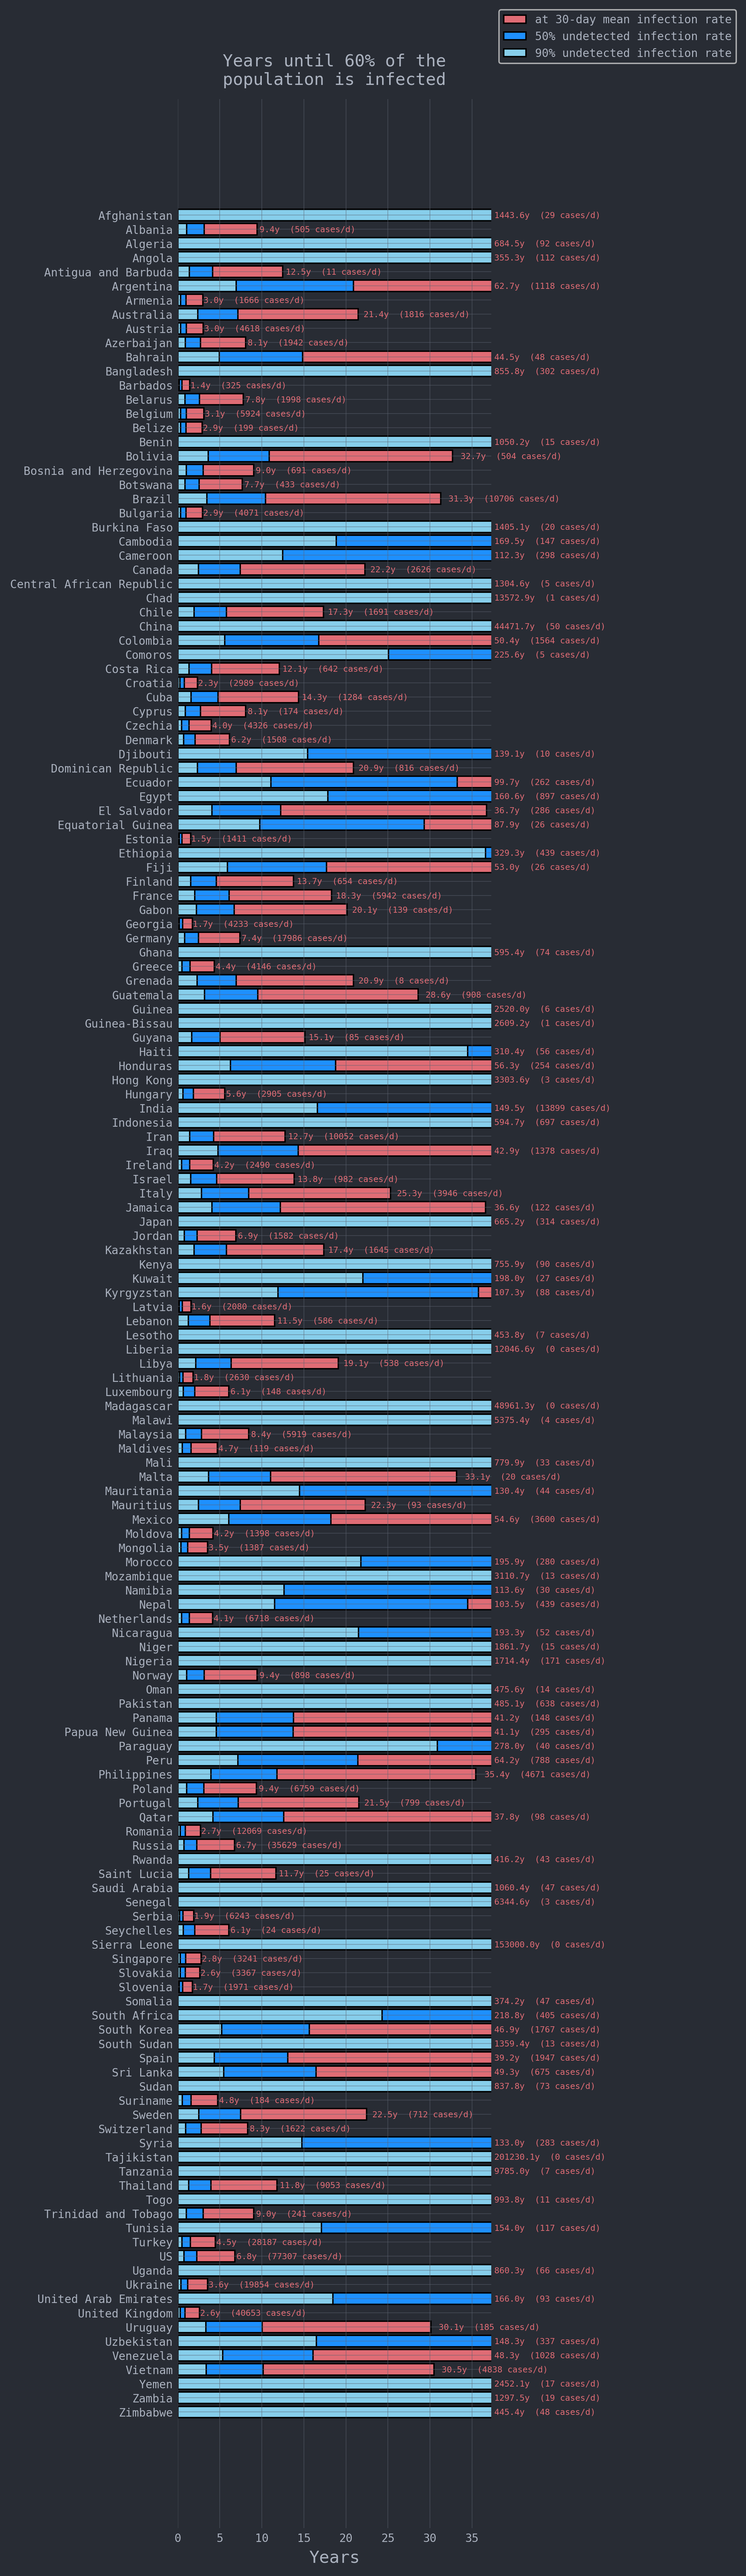 at 30-day mean infection rate
50% undetected infection rate
90% undetected infection rate
Years until 60% of the
population is infected
Afghanistan 1443.6y (29 cases/d)
Albania 9.4y (505 cases/d)
Algeria 684.5y (92 cases/d)
Angola 355.3y (112 cases/d)
Antigua and Barbuda 12.5y (11 cases/d)
Argentina 62.7y (1118 cases/d)
Armenia 3.0y (1666 cases/d)
Australia 21.4y (1816 cases/d)
Austria 3.0y (4618 cases/d)
Azerbaijan 8.1y (1942 cases/d)
Bahrain 44.5y (48 cases/d)
Bangladesh 855.8y (302 cases/d)
Barbados 1.4y (325 cases/d)
Belarus 7.8y (1998 cases/d)
Belgium 3.1y (5924 cases/d)
Belize 2.9y (199 cases/d)
Benin 1050.2y (15 cases/d)
Bolivia 32.7y (504 cases/d)
Bosnia and Herzegovina 9.0y (691 cases/d)
Botswana 7.7y (433 cases/d)
Brazil 31.3y (10706 cases/d)
Bulgaria 2.9y (4071 cases/d)
Burkina Faso 1405.1y (20 cases/d)
Cambodia 169.5y (147 cases/d)
Cameroon 112.3y (298 cases/d)
Canada 22.2y (2626 cases/d)
Central African Republic 1304.6y (5 cases/d)
Chad 13572.9y (1 cases/d)
Chile 17.3y (1691 cases/d)
China 44471.7y (50 cases/d)
Colombia 50.4y (1564 cases/d)
Comoros 225.6y (5 cases/d)
Costa Rica 12.1y (642 cases/d)
Croatia 2.3y (2989 cases/d)
Cuba 14.3y (1284 cases/d)
Cyprus 8.1y (174 cases/d)
Czechia 4.0y (4326 cases/d)
Denmark 6.2y (1508 cases/d)
Djibouti 139.1y (10 cases/d)
Dominican Republic 20.9y (816 cases/d)
Ecuador 99.7y (262 cases/d)
Egypt 160.6y (897 cases/d)
El Salvador 36.7y (286 cases/d)
Equatorial Guinea 87.9y (26 cases/d)
Estonia 1.5y (1411 cases/d)
Ethiopia 329.3y (439 cases/d)
Fiji 53.0y (26 cases/d)
Finland 13.7y (654 cases/d)
France 18.3y (5942 cases/d)
Gabon 20.1y (139 cases/d)
Georgia 1.7y (4233 cases/d)
Germany 7.4y (17986 cases/d)
Ghana 595.4y (74 cases/d)
Greece 4.4y (4146 cases/d)
Grenada 20.9y (8 cases/d)
Guatemala 28.6y (908 cases/d)
Guinea 2520.0y (6 cases/d)
Guinea-Bissau 2609.2y (1 cases/d)
Guyana 15.1y (85 cases/d)
Haiti 310.4y (56 cases/d)
Honduras 56.3y (254 cases/d)
Hong Kong 3303.6y (3 cases/d)
Hungary 5.6y (2905 cases/d)
India 149.5y (13899 cases/d)
Indonesia 594.7y (697 cases/d)
Iran 12.7y (10052 cases/d)
Iraq 42.9y (1378 cases/d)
Ireland 4.2y (2490 cases/d)
Israel 13.8y (982 cases/d)
Italy 25.3y (3946 cases/d)
Jamaica 36.6y (122 cases/d)
Japan 665.2y (314 cases/d)
Jordan 6.9y (1582 cases/d)
Kazakhstan 17.4y (1645 cases/d)
Kenya 755.9y (90 cases/d)
Kuwait 198.0y (27 cases/d)
Kyrgyzstan 107.3y (88 cases/d)
Latvia 1.6y (2080 cases/d)
Lebanon 11.5y (586 cases/d)
Lesotho 453.8y (7 cases/d)
Liberia 12046.6y (0 cases/d)
Libya 19.1y (538 cases/d)
Lithuania 1.8y (2630 cases/d)
Luxembourg 6.1y (148 cases/d)
Madagascar 48961.3y (0 cases/d)
Malawi 5375.4y (4 cases/d)
Malaysia 8.4y (5919 cases/d)
Maldives 4.7y (119 cases/d)
Mali 779.9y (33 cases/d)
Malta 33.1y (20 cases/d)
Mauritania 130.4y (44 cases/d)
Mauritius 22.3y (93 cases/d)
Mexico 54.6y (3600 cases/d)
Moldova 4.2y (1398 cases/d)
Mongolia 3.5y (1387 cases/d)
Morocco 195.9y (280 cases/d)
Mozambique 3110.7y (13 cases/d)
Namibia 113.6y (30 cases/d)
Nepal 103.5y (439 cases/d)
Netherlands 4.1y (6718 cases/d)
Nicaragua 193.3y (52 cases/d)
Niger 1861.7y (15 cases/d)
Nigeria 1714.4y (171 cases/d)
Norway 9.4y (898 cases/d)
Oman 475.6y (14 cases/d)
Pakistan 485.1y (638 cases/d)
Panama 41.2y (148 cases/d)
Papua New Guinea 41.1y (295 cases/d)
Paraguay 278.0y (40 cases/d)
Peru 64.2y (788 cases/d)
Philippines 35.4y (4671 cases/d)
Poland 9.4y (6759 cases/d)
Portugal 21.5y (799 cases/d)
Qatar 37.8y (98 cases/d)
Romania 2.7y (12069 cases/d)
Russia 6.7y (35629 cases/d)
Rwanda 416.2y (43 cases/d)
Saint Lucia 11.7y (25 cases/d)
Saudi Arabia 1060.4y (47 cases/d)
Senegal 6344.6y (3 cases/d)
Serbia 1.9y (6243 cases/d)
Seychelles 6.1y (24 cases/d)
Sierra Leone 153000.0y (0 cases/d)
Singapore 2.8y (3241 cases/d)
Slovakia 2.6y (3367 cases/d)
Slovenia 1.7y (1971 cases/d)
Somalia 374.2y (47 cases/d)
South Africa 218.8y (405 cases/d)
South Korea 46.9y (1767 cases/d)
South Sudan 1359.4y (13 cases/d)
Spain 39.2y (1947 cases/d)
Sri Lanka 49.3y (675 cases/d)
Sudan 837.8y (73 cases/d)
Suriname 4.8y (184 cases/d)
Sweden 22.5y (712 cases/d)
Switzerland 8.3y (1622 cases/d)
Syria 133.0y (283 cases/d)
Tajikistan 201230.1y (0 cases/d)
Tanzania 9785.0y (7 cases/d)
Thailand 11.8y (9053 cases/d)
Togo 993.8y (11 cases/d)
Trinidad and Tobago 9.0y (241 cases/d)
Tunisia 154.0y (117 cases/d)
Turkey 4.5y (28187 cases/d)
US 6.8y (77307 cases/d)
Uganda 860.3y (66 cases/d)
Ukraine 3.6y (19854 cases/d)
United Arab Emirates 166.0y (93 cases/d)
United Kingdom 2.6y (40653 cases/d)
Uruguay 30.1y (185 cases/d)
Uzbekistan 148.3y (337 cases/d)
Venezuela 48.3y (1028 cases/d)
Vietnam 30.5y (4838 cases/d)
Yemen 2452.1y (17 cases/d)
Zambia 1297.5y (19 cases/d)
Zimbabwe 445.4y (48 cases/d)
0 5 10 15 20 25 30 35
Years